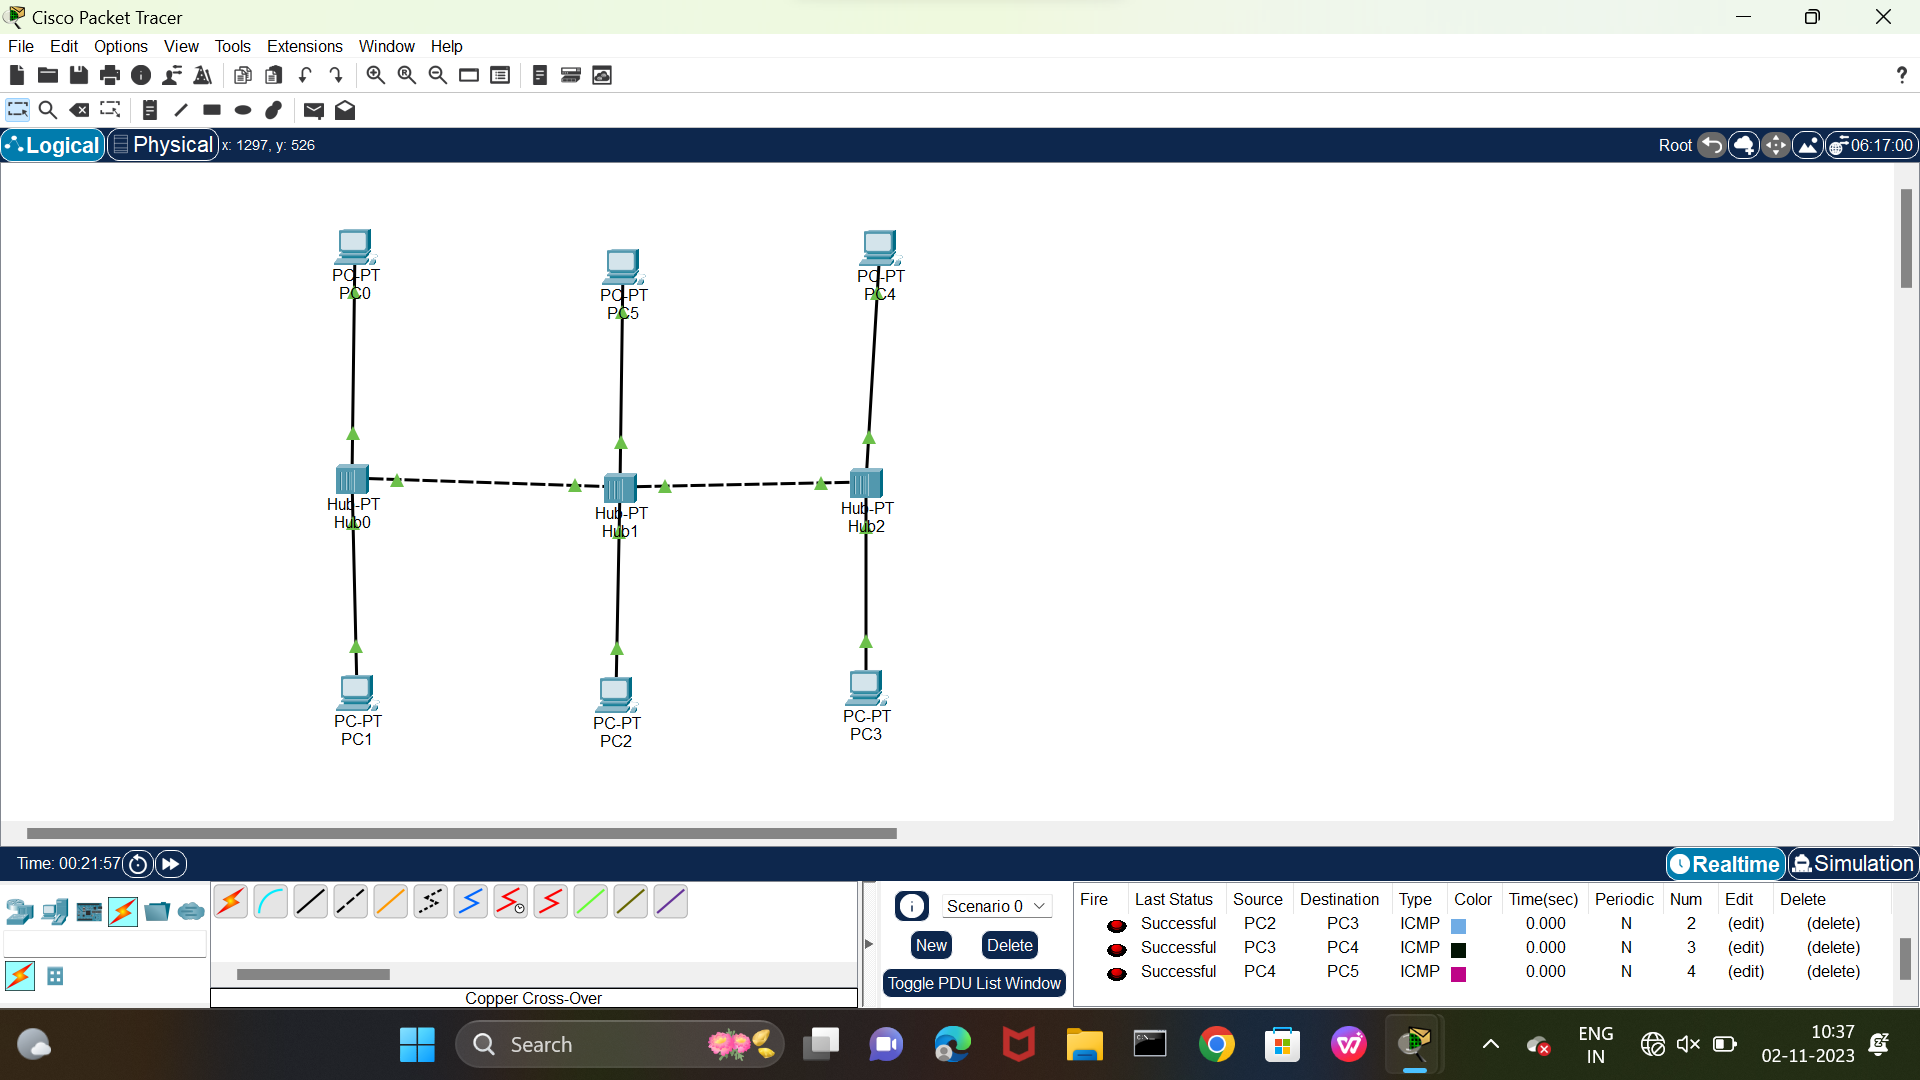 Cisco Packet Tracer
File Edit Options View Tools Extensions Window Help
?
Logical Physical x: 1297, y: 526 Root 06:17:00
PC-PT
PC0
PC-PT
PC5
PC-PT
PC4
Hub-PT
Hub0
Hub-PT
Hub1
Hub-PT
Hub2
PC-PT
PC1
PC-PT
PC2
PC-PT
PC3
Time: 00:21:57 Realtime Simulation
Scenario 0
New Delete
Toggle PDU List Window
Copper Cross-Over
Fire Last Status Source Destination Type Color Time(sec) Periodic Num Edit Delete
Successful PC2 PC3 ICMP 0.000 N 2 (edit) (delete)
Successful PC3 PC4 ICMP 0.000 N 3 (edit) (delete)
Successful PC4 PC5 ICMP 0.000 N 4 (edit) (delete)
Search
ENG
IN
10:37
02-11-2023